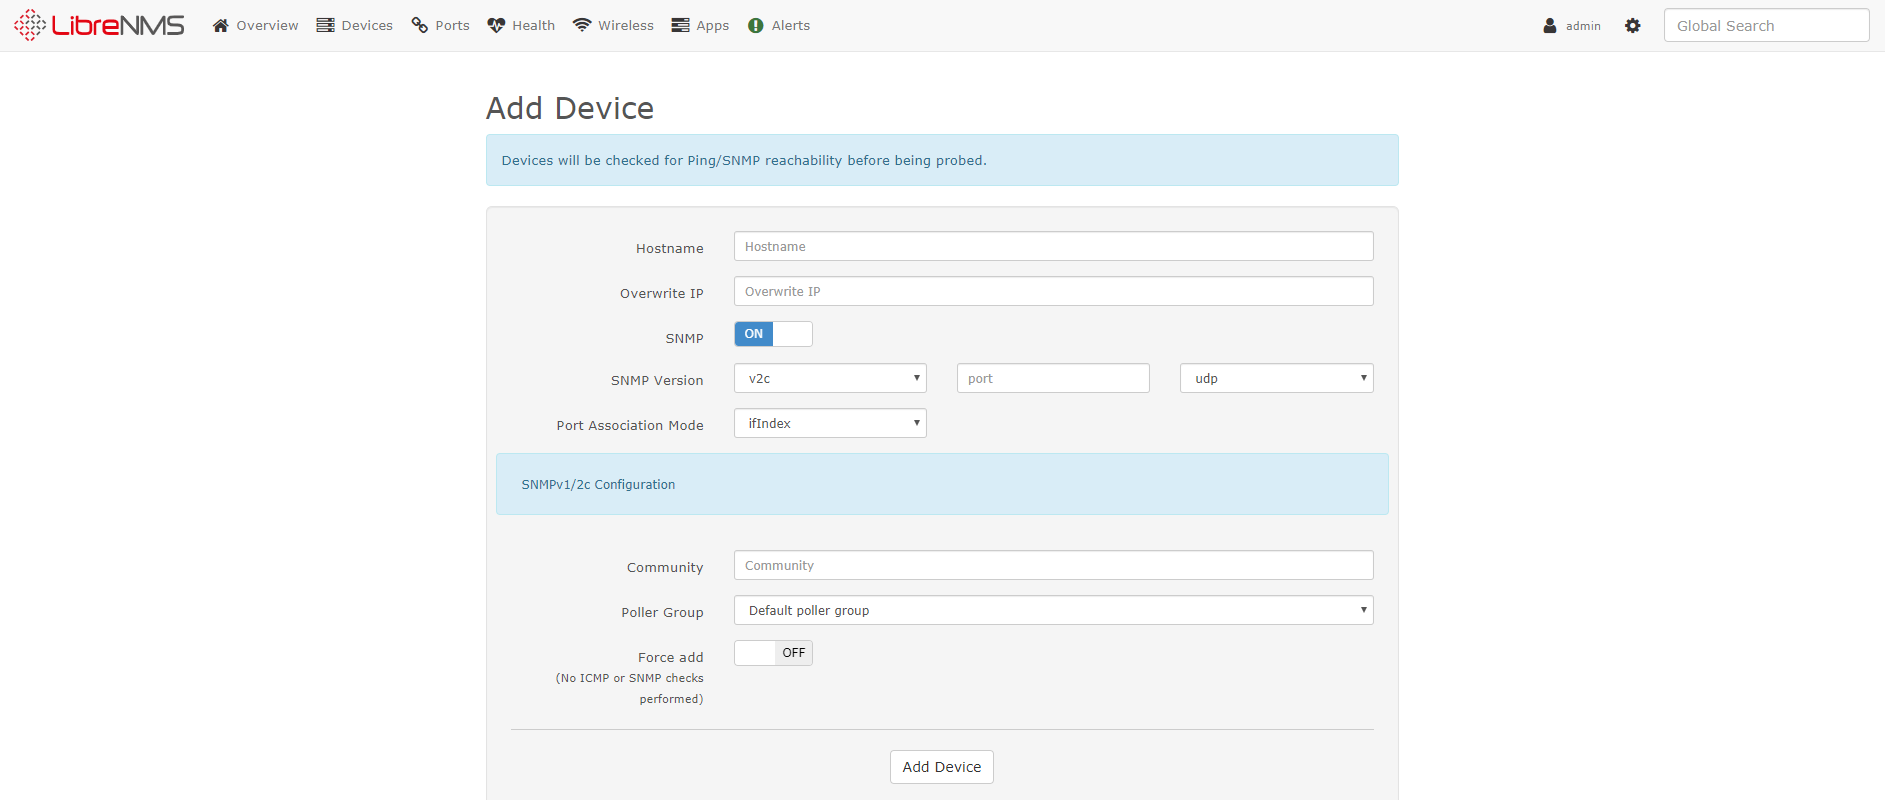 LibreNMS Overview Devices Ports Health Wireless Apps Alerts admin Global Search
Add Device
Devices will be checked for Ping/SNMP reachability before being probed.
Hostname Hostname
Overwrite IP Overwrite IP
SNMP ON
SNMP Version v2c port udp
Port Association Mode ifIndex
SNMPv1/2c Configuration
Community Community
Poller Group Default poller group
Force add OFF
(No ICMP or SNMP checks
performed)
Add Device